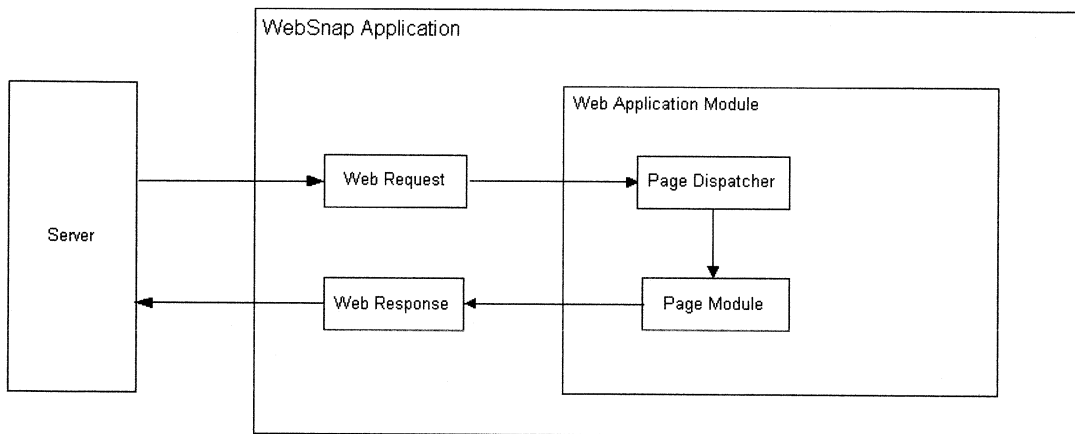 WebSnap Application
Web Application Module
Web Request
Page Dispatcher
Server
Web Response
Page Module